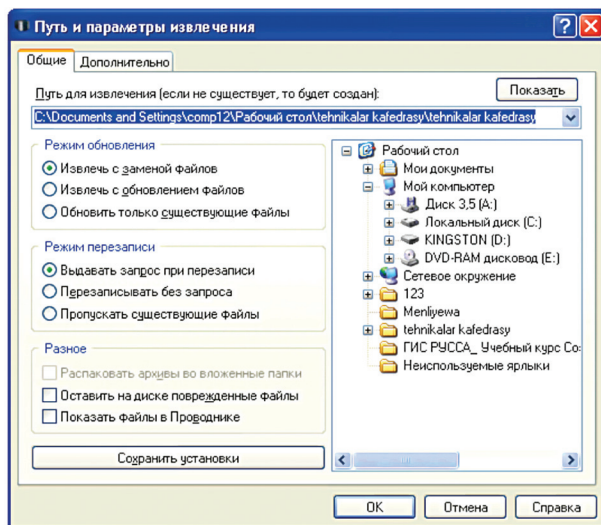 Путь и параметры извлечения
Общие
Дополнительно
Путь для извлечения (если не существует, то будет создан):
Показать
C:\Documents and Settings\comp12\Рабочий стол\tehnikalar kafedrasy\tehnikalar kafedrasy
Режим обновления
Извлечь с заменой файлов
Извлечь с обновлением файлов
Обновить только существующие файлы
Режим перезаписи
Выдавать запрос при перезаписи
Перезаписывать без запроса
Пропускать существующие файлы
Разное
Распаковать архивы во вложенные папки
Оставить на диске поврежденные файлы
Показать файлы в Проводнике
Сохранить установки
Рабочий стол
Мои документы
Мой компьютер
Диск 3,5 (A:)
Локальный диск (C:)
KINGSTON (D:)
DVD-RAM дисковод (E:)
Сетевое окружение
123
Menliyewa
tehnikalar kafedrasy
ГИС РУССА_ Учебный курс Со
Неиспользуемые ярлыки
OK
Отмена
Справка